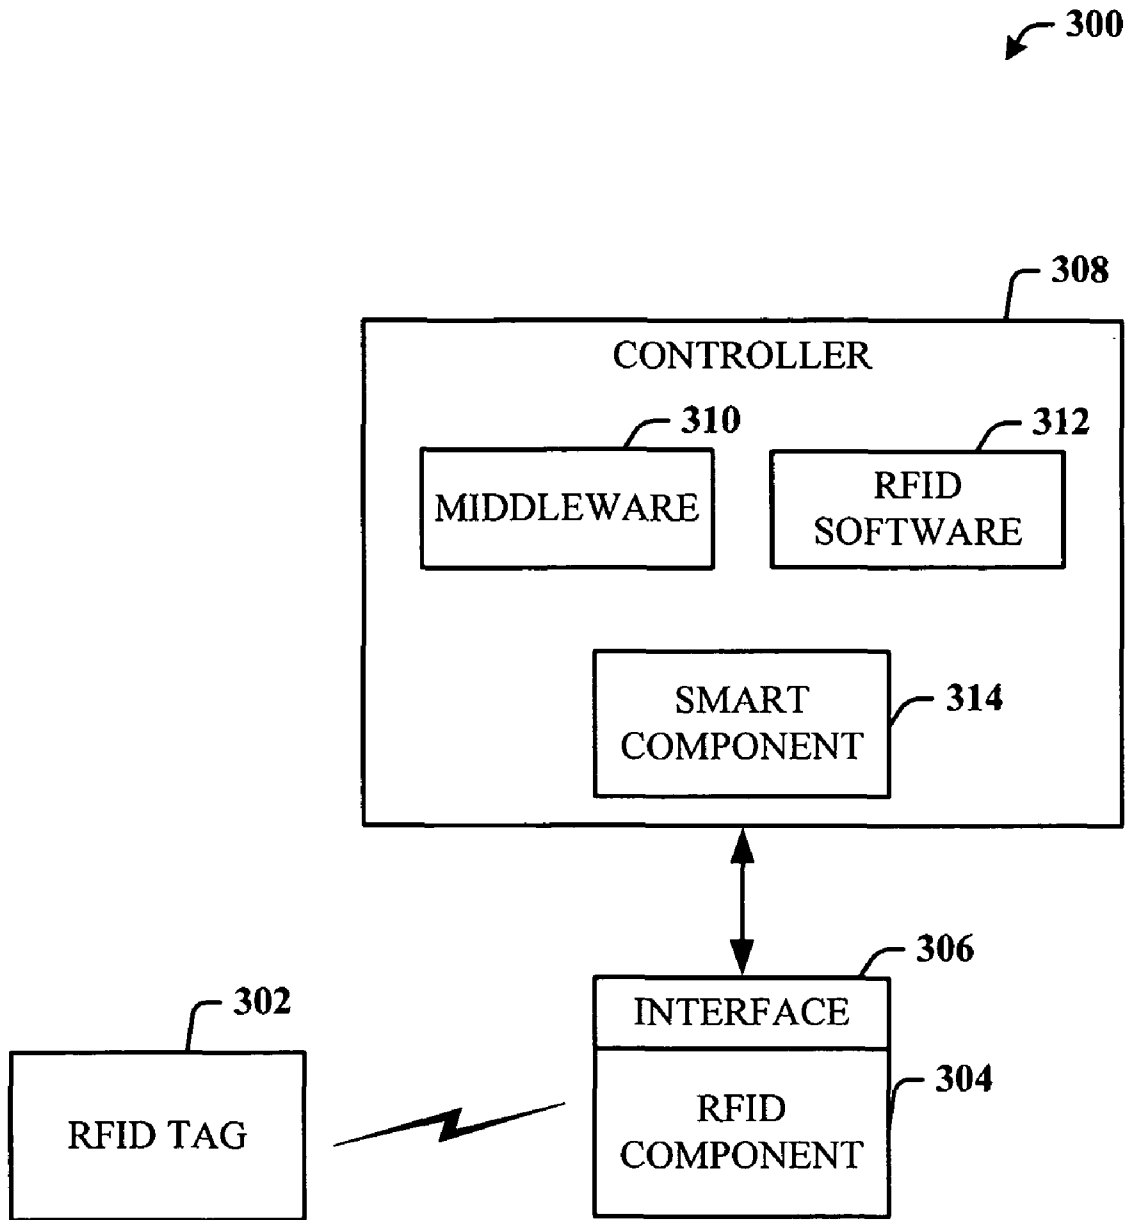 300
308
CONTROLLER
310
312
MIDDLEWARE
RFID
SOFTWARE
SMART
COMPONENT
314
306
INTERFACE
302
RFID TAG
304
RFID
COMPONENT